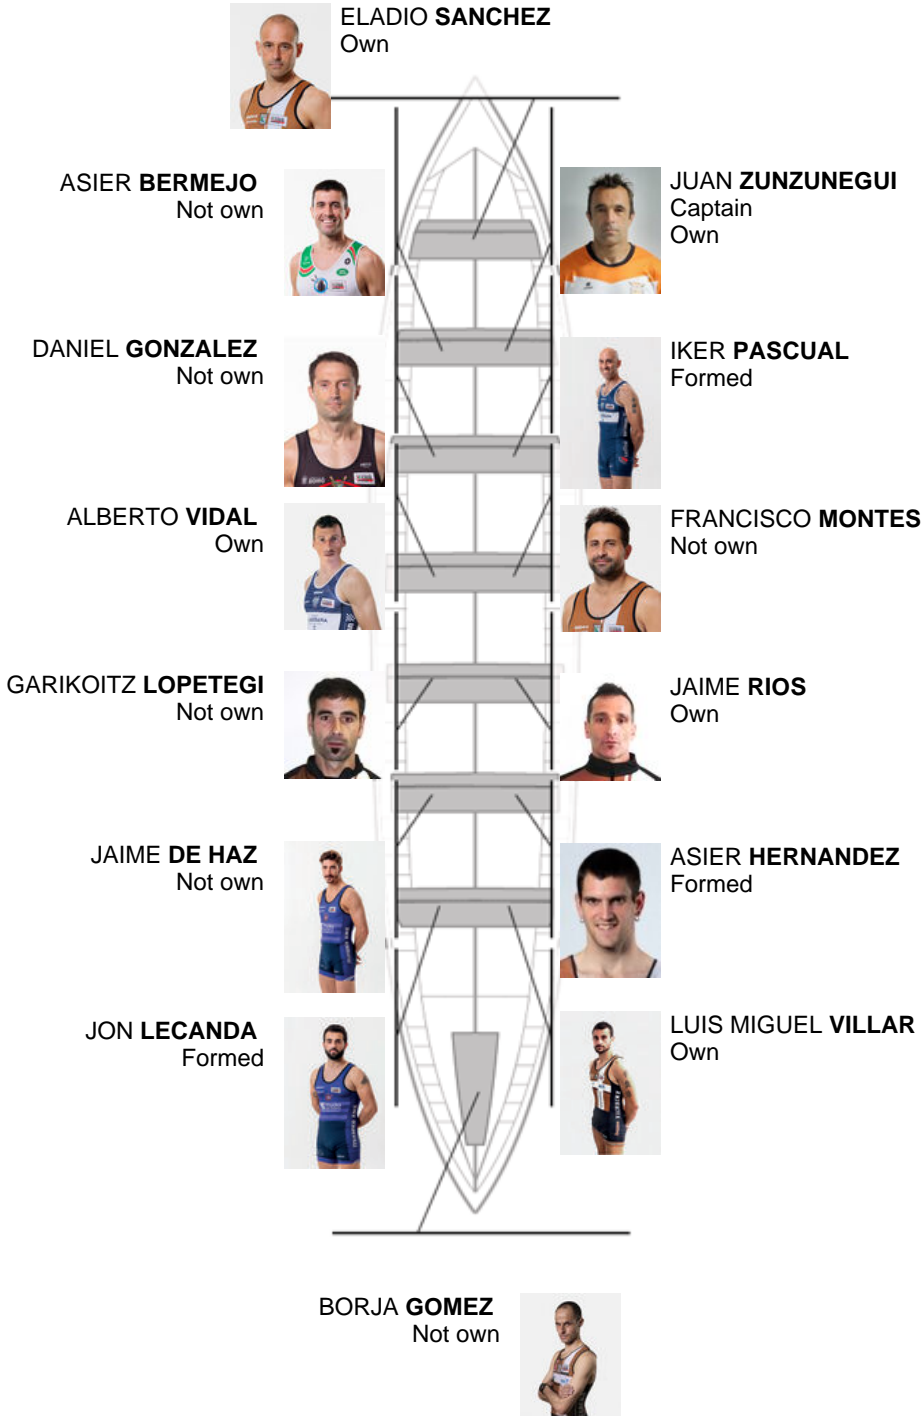 ELADIO SANCHEZ
Own
ASIER BERMEJO
Not own
JUAN ZUNZUNEGUI
Captain
Own
DANIEL GONZALEZ
Not own
IKER PASCUAL
Formed
ALBERTO VIDAL
Own
FRANCISCO MONTES
Not own
GARIKOITZ LOPETEGI
Not own
JAIME RIOS
Own
JAIME DE HAZ
Not own
ASIER HERNANDEZ
Formed
JON LECANDA
Formed
LUIS MIGUEL VILLAR
Own
BORJA GOMEZ
Not own